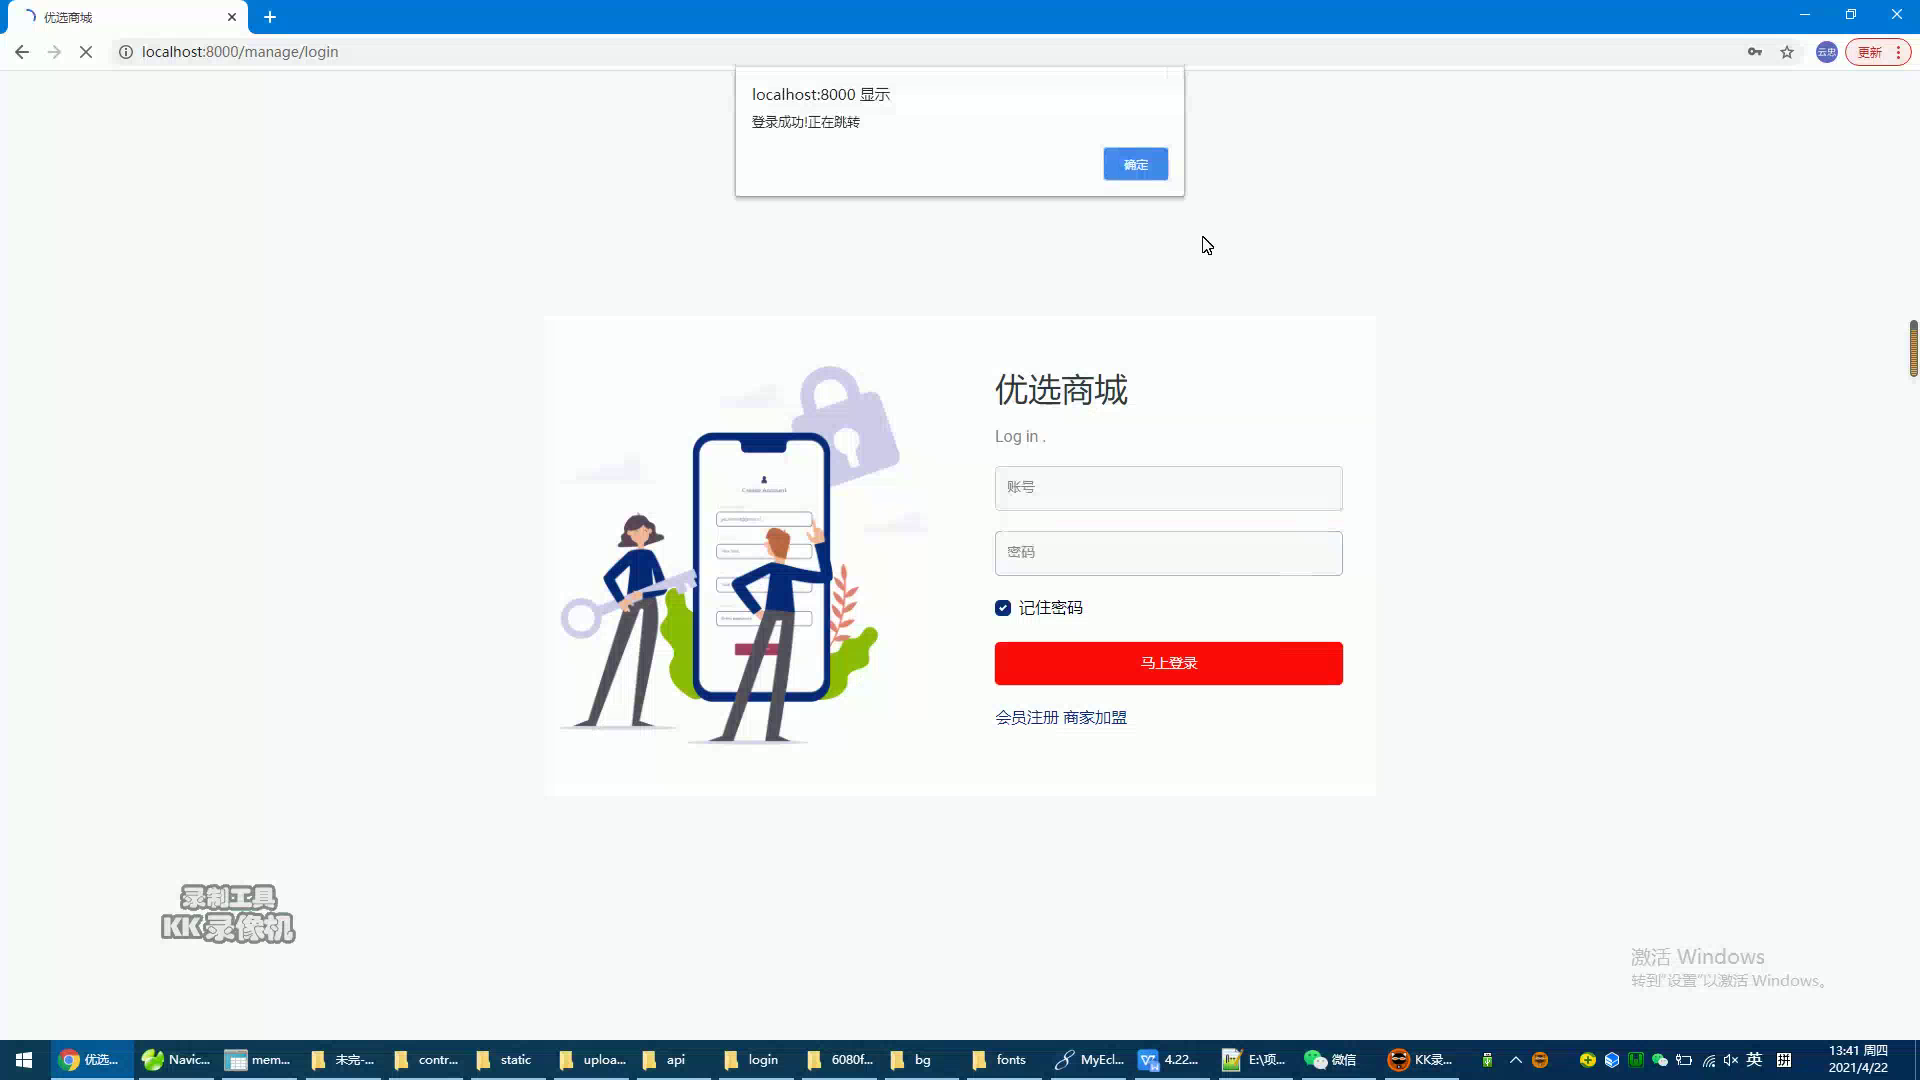 优选商城
localhost:8000/manage/login
云忠
更新
localhost:8000 显示
登录成功!正在跳转
确定
优选商城
Log in .
账号
密码
记住密码
马上登录
会员注册 商家加盟
录制工具
KK录像机
激活 Windows
转到"设置"以激活 Windows。
优选...
Navic...
mem...
未完-...
contr...
static
uploa...
api
login
6080f...
bg
fonts
MyEcl...
4.22...
E:\项...
微信
KK录...
英
拼
13:41 周四
2021/4/22